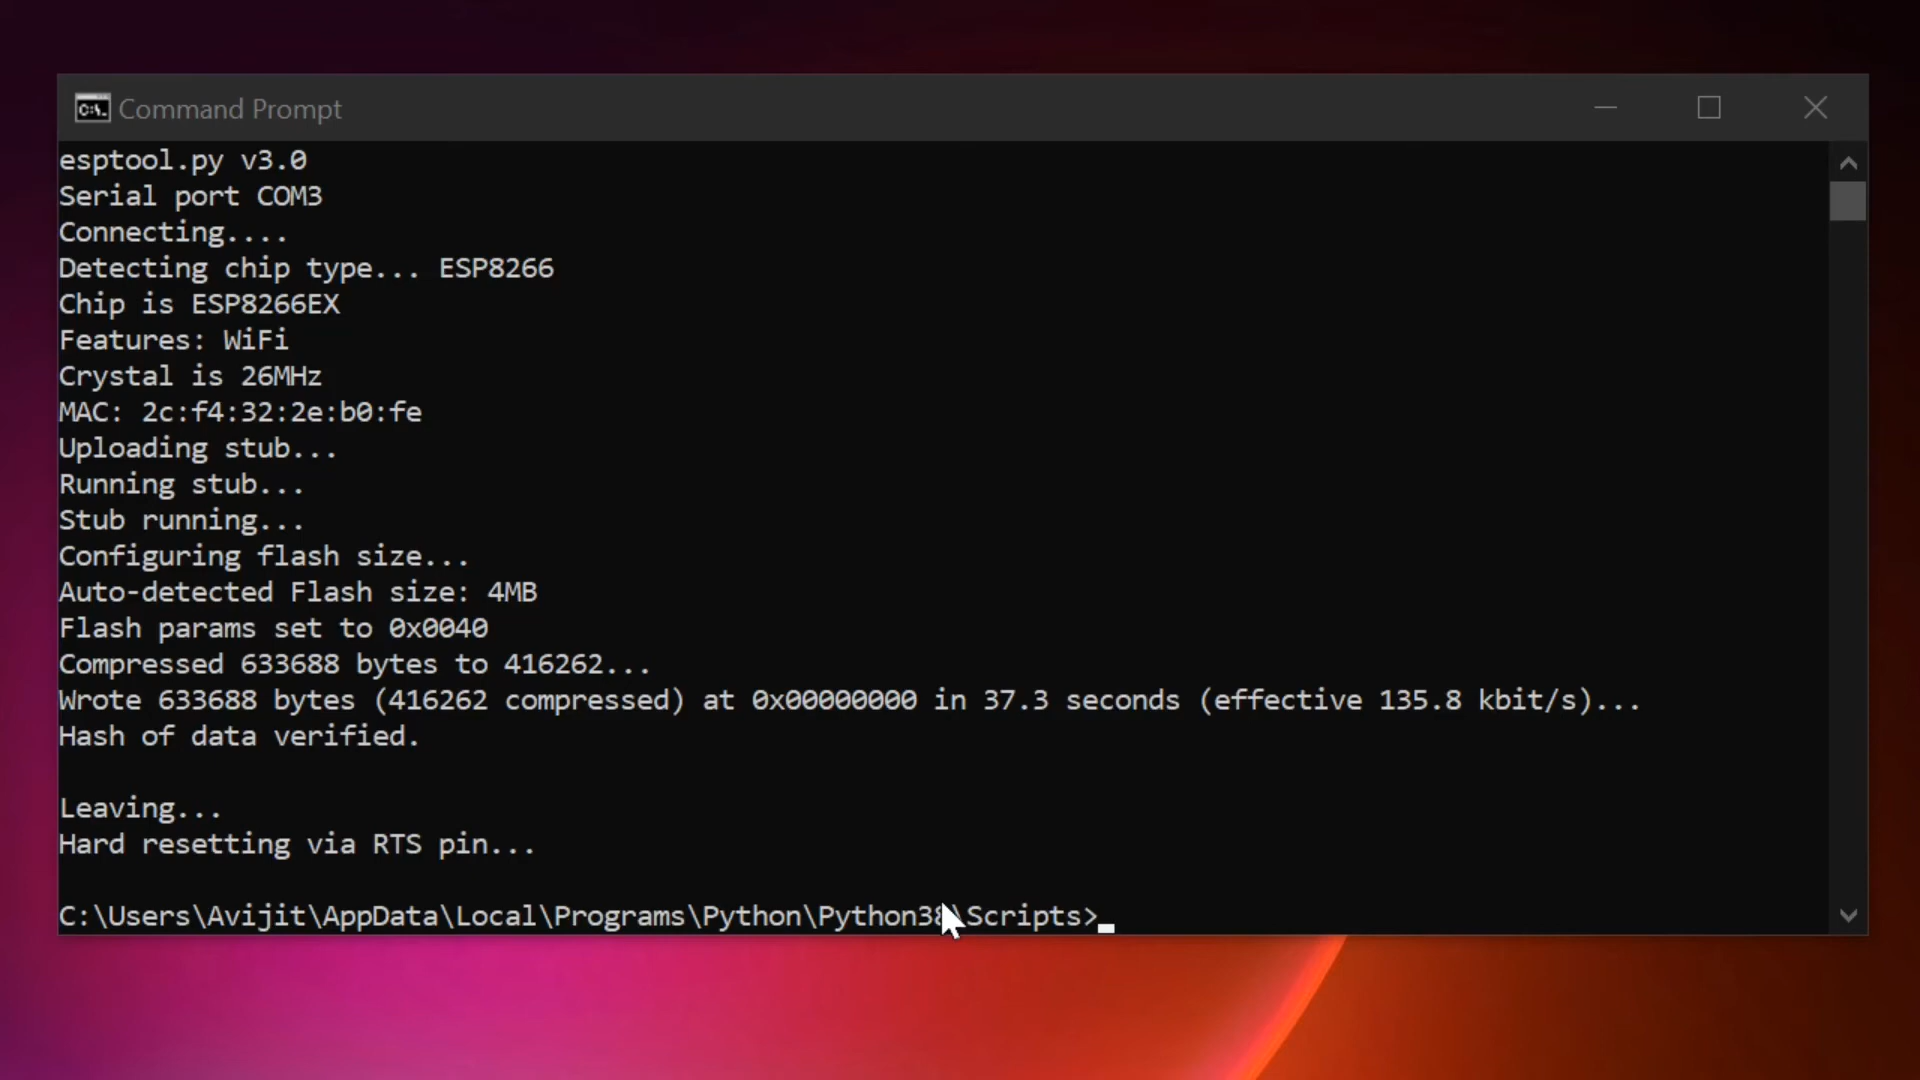 Command Prompt
esptool.py v3.0
Serial port COM3
Connecting....
Detecting chip type... ESP8266
Chip is ESP8266EX
Features: WiFi
Crystal is 26MHz
MAC: 2c:f4:32:2e:b0:fe
Uploading stub...
Running stub...
Stub running...
Configuring flash size...
Auto-detected Flash size: 4MB
Flash params set to 0x0040
Compressed 633688 bytes to 416262...
Wrote 633688 bytes (416262 compressed) at 0x00000000 in 37.3 seconds (effective 135.8 kbit/s)...
Hash of data verified.
Leaving...
Hard resetting via RTS pin...
C:\Users\Avijit\AppData\Local\Programs\Python\Python38\Scripts>